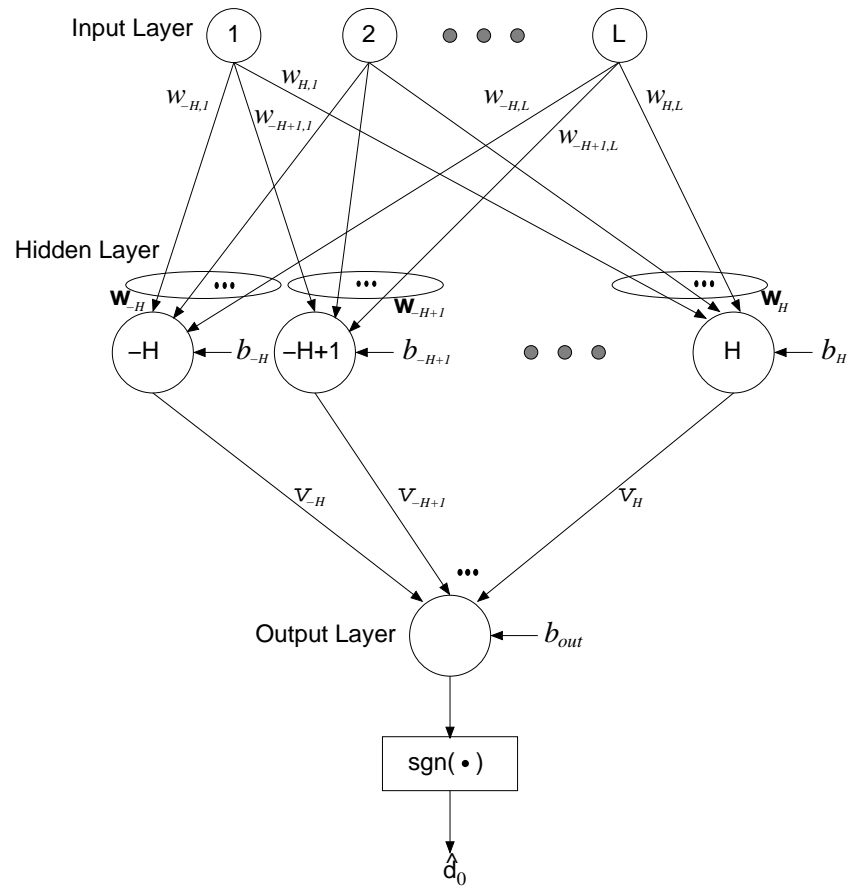 Input Layer 1 2 L
w_{H,1}
w_{-H,1} w_{-H,L} w_{H,L}
w_{-H+1,1} w_{-H+1,L}
Hidden Layer
... ... ...
w_{-H} w_{-H+1} w_H
-H b_{-H} -H+1 b_{-H+1} H b_H
v_{-H} v_{-H+1} v_H
...
Output Layer b_{out}
sgn(•)
d̂_0